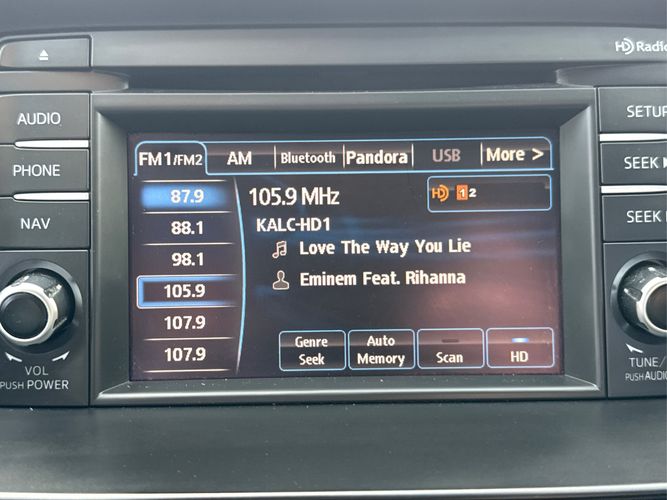 HD Radio
AUDIO
PHONE
NAV
VOL
PUSH POWER
FM1/FM2
AM
Bluetooth
Pandora
USB
More >
87.9
88.1
98.1
105.9
107.9
107.9
105.9 MHz
HD 1 2
KALC-HD1
Love The Way You Lie
Eminem Feat. Rihanna
Genre
Seek
Auto
Memory
Scan
HD
SETUP
SEEK
SEEK
TUNE/
PUSH AUDIO